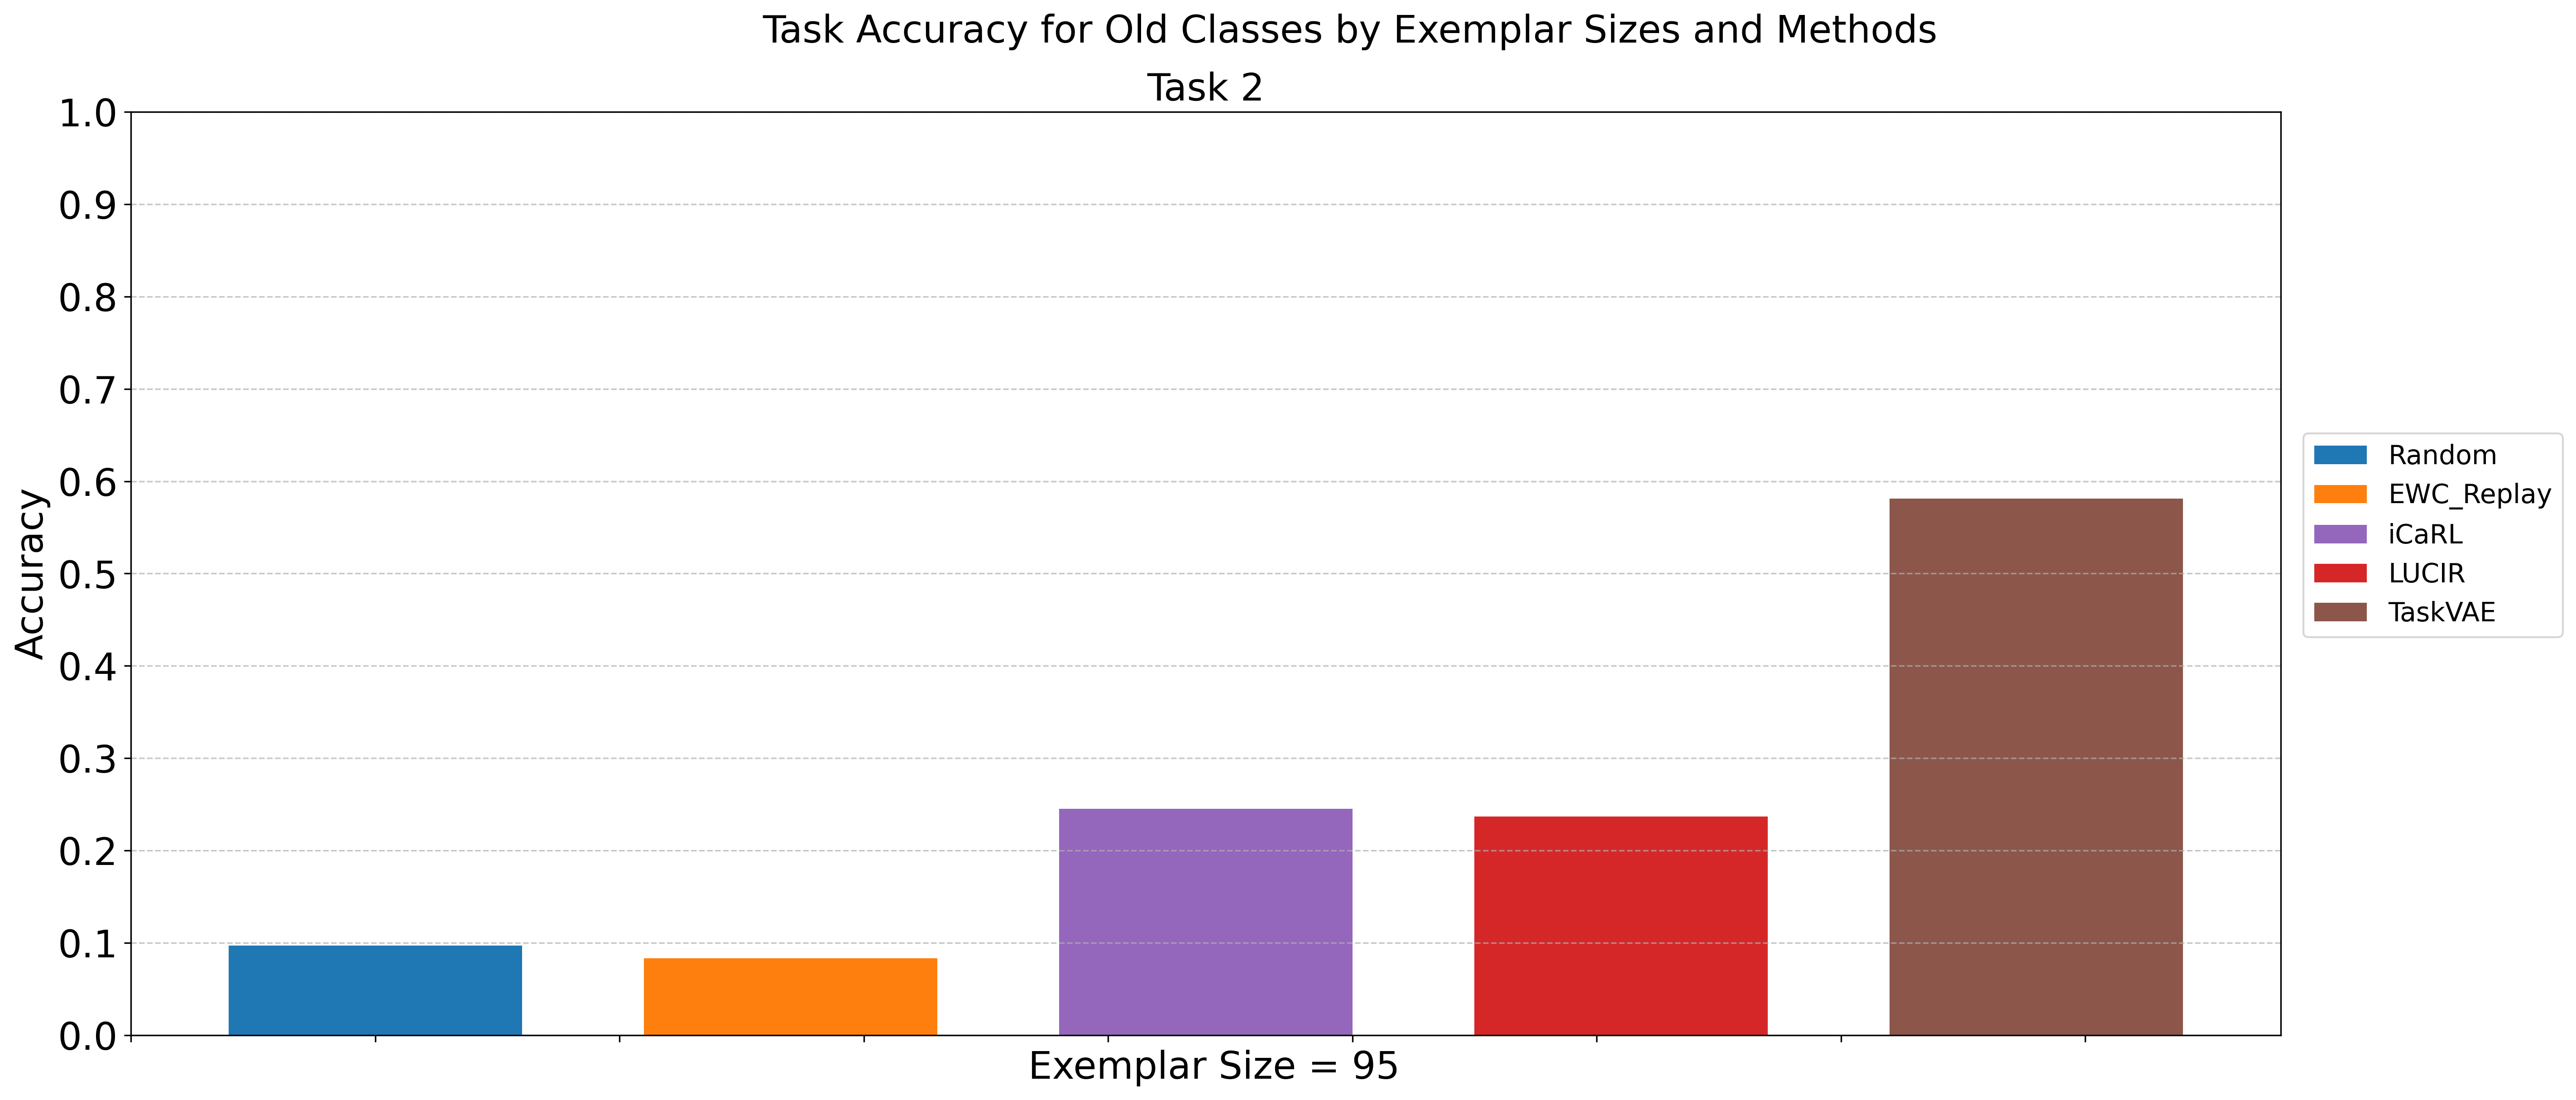 Task Accuracy for Old Classes by Exemplar Sizes and Methods
Task 2
1.0
0.9
0.8
0.7
0.6
0.5
0.4
0.3
0.2
0.1
0.0
Accuracy
Exemplar Size = 95
Random
EWC_Replay
iCaRL
LUCIR
TaskVAE